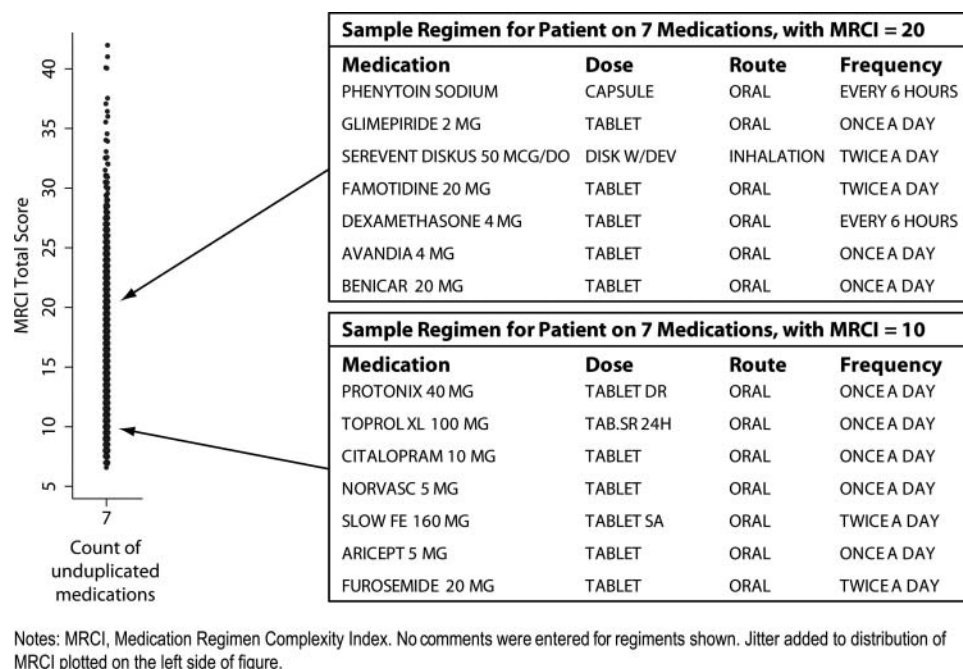 MRCI Total Score
40
35
30
25
20
15
10
5
7
Count of
unduplicated
medications
Sample Regimen for Patient on 7 Medications, with MRCI = 20
Medication Dose Route Frequency
PHENYTOIN SODIUM CAPSULE ORAL EVERY 6 HOURS
GLIMEPIRIDE 2 MG TABLET ORAL ONCE A DAY
SEREVENT DISKUS 50 MCG/DO DISK W/DEV INHALATION TWICE A DAY
FAMOTIDINE 20 MG TABLET ORAL TWICE A DAY
DEXAMETHASONE 4 MG TABLET ORAL EVERY 6 HOURS
AVANDIA 4 MG TABLET ORAL ONCE A DAY
BENICAR 20 MG TABLET ORAL ONCE A DAY
Sample Regimen for Patient on 7 Medications, with MRCI = 10
Medication Dose Route Frequency
PROTONIX 40 MG TABLET DR ORAL ONCE A DAY
TOPROL XL 100 MG TAB.SR 24H ORAL ONCE A DAY
CITALOPRAM 10 MG TABLET ORAL ONCE A DAY
NORVASC 5 MG TABLET ORAL ONCE A DAY
SLOW FE 160 MG TABLET SA ORAL TWICE A DAY
ARICEPT 5 MG TABLET ORAL ONCE A DAY
FUROSEMIDE 20 MG TABLET ORAL TWICE A DAY
Notes: MRCI, Medication Regimen Complexity Index. No comments were entered for regiments shown. Jitter added to distribution of
MRCI plotted on the left side of figure.